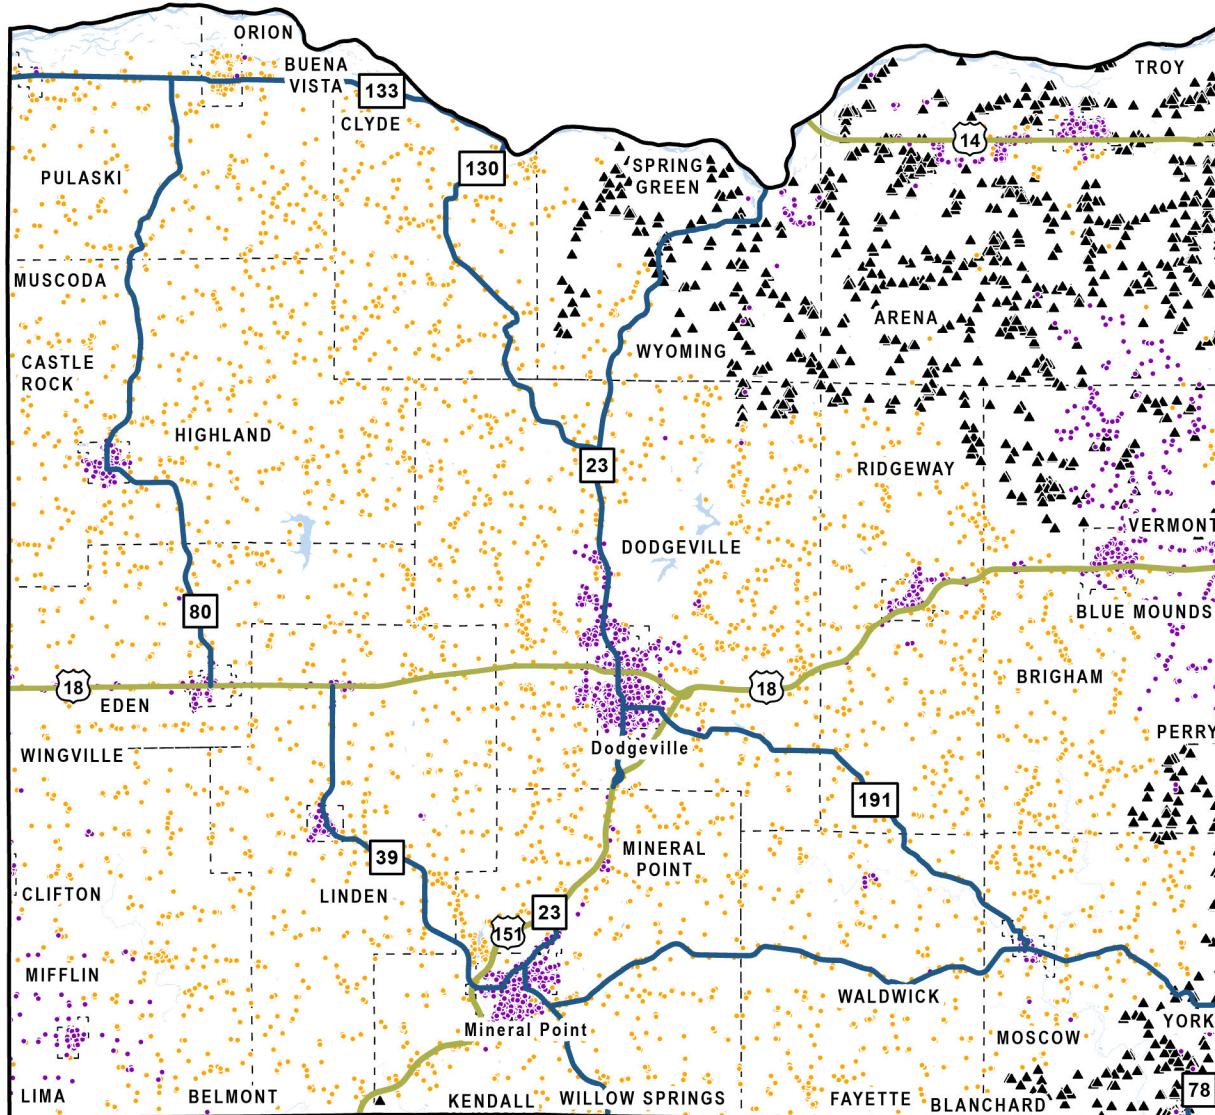 ORION
BUENA
VISTA
TROY
133
CLYDE
14
130
SPRING
GREEN
PULASKI
MUSCODA
ARENA
WYOMING
CASTLE
ROCK
HIGHLAND
23
RIDGEWAY
VERMONT
DODGEVILLE
80
BLUE MOUNDS
18
18
BRIGHAM
EDEN
PERRY
WINGVILLE
Dodgeville
191
39
MINERAL
POINT
CLIFTON
LINDEN
23
151
MIFFLIN
WALDWICK
YORK
Mineral Point
MOSCOW
78
LIMA
BELMONT
KENDALL
WILLOW SPRINGS
FAYETTE
BLANCHARD